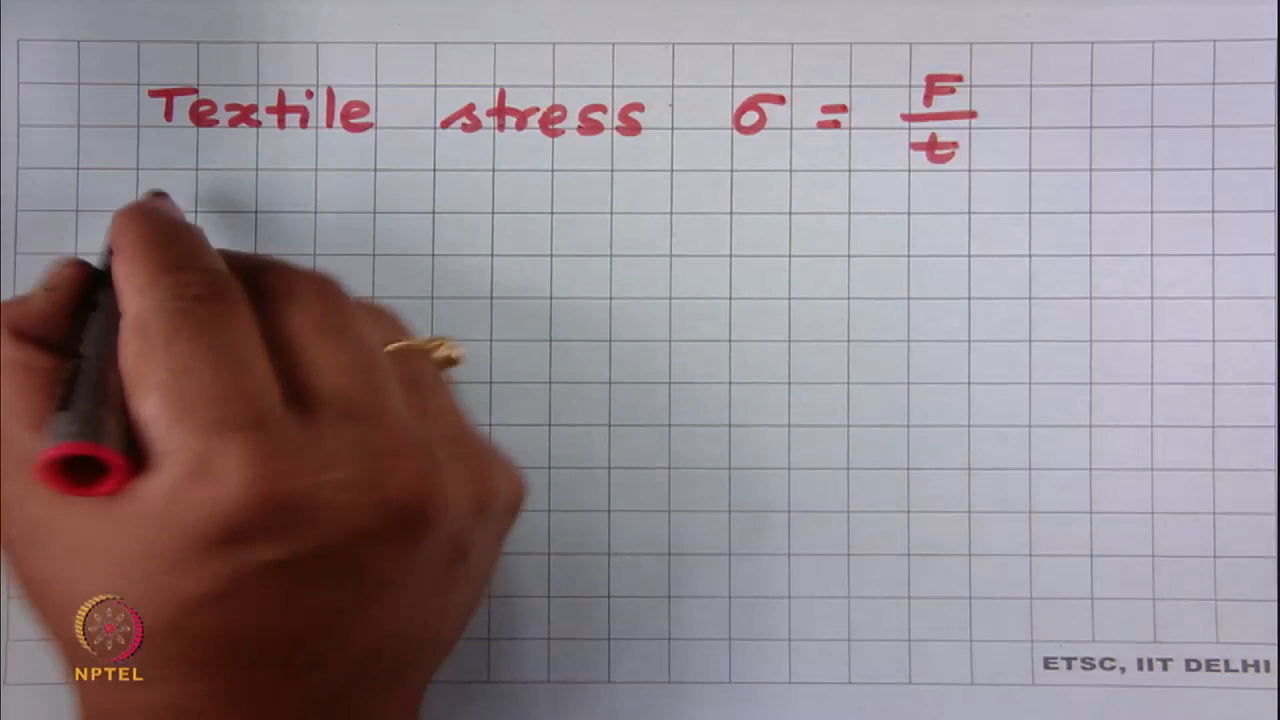 Textile stress σ = F/t
NPTEL
ETSC, IIT DELHI